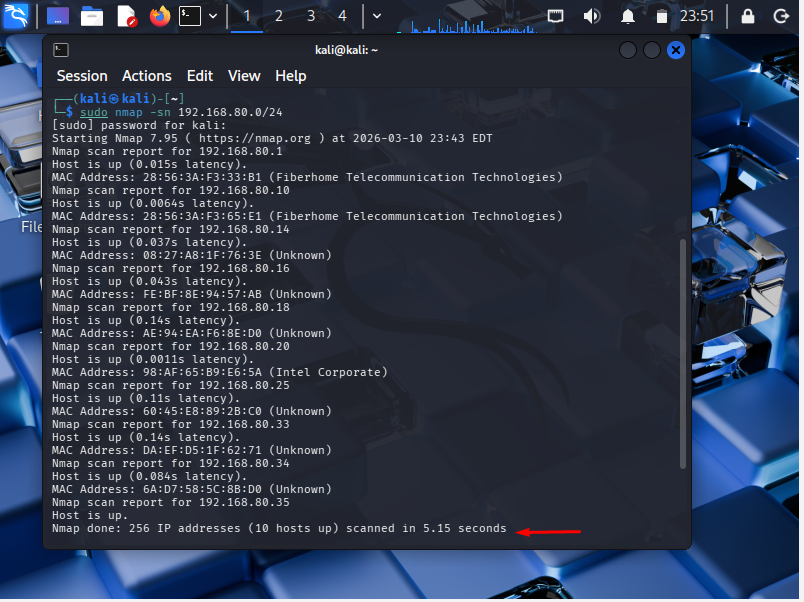 1 2 3 4 23:51
kali@kali: ~
Session Actions Edit View Help
┌──(kali㉿kali)-[~]
└─$ sudo nmap -sn 192.168.80.0/24
[sudo] password for kali:
Starting Nmap 7.95 ( https://nmap.org ) at 2026-03-10 23:43 EDT
Nmap scan report for 192.168.80.1
Host is up (0.015s latency).
MAC Address: 28:56:3A:F3:33:B1 (Fiberhome Telecommunication Technologies)
Nmap scan report for 192.168.80.10
Host is up (0.0064s latency).
MAC Address: 28:56:3A:F3:65:E1 (Fiberhome Telecommunication Technologies)
Nmap scan report for 192.168.80.14
Host is up (0.037s latency).
MAC Address: 08:27:A8:1F:76:3E (Unknown)
Nmap scan report for 192.168.80.16
Host is up (0.043s latency).
MAC Address: FE:BF:8E:94:57:AB (Unknown)
Nmap scan report for 192.168.80.18
Host is up (0.14s latency).
MAC Address: AE:94:EA:F6:8E:D0 (Unknown)
Nmap scan report for 192.168.80.20
Host is up (0.0011s latency).
MAC Address: 98:AF:65:B9:E6:5A (Intel Corporate)
Nmap scan report for 192.168.80.25
Host is up (0.11s latency).
MAC Address: 60:45:E8:89:2B:C0 (Unknown)
Nmap scan report for 192.168.80.33
Host is up (0.14s latency).
MAC Address: DA:EF:D5:1F:62:71 (Unknown)
Nmap scan report for 192.168.80.34
Host is up (0.084s latency).
MAC Address: 6A:D7:58:5C:8B:D0 (Unknown)
Nmap scan report for 192.168.80.35
Host is up.
Nmap done: 256 IP addresses (10 hosts up) scanned in 5.15 seconds
File